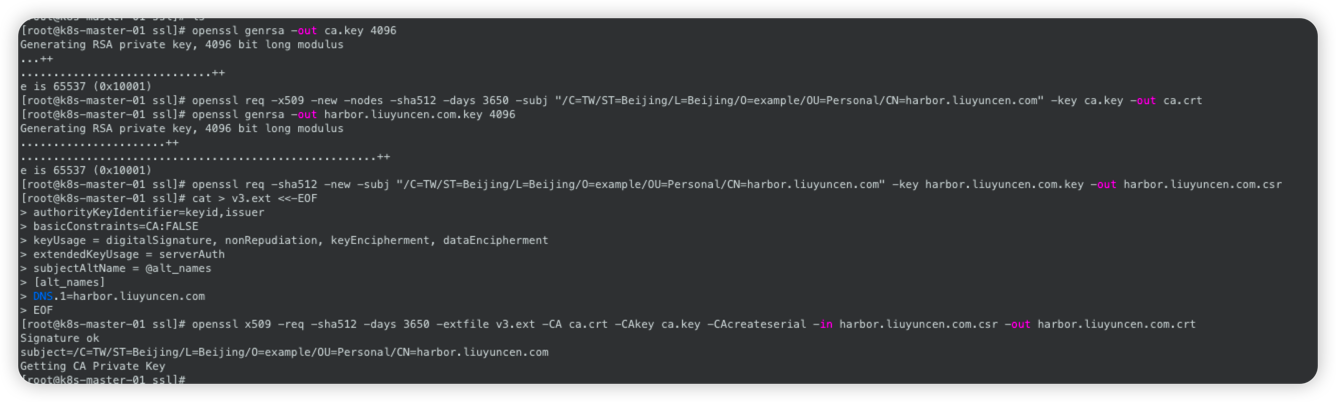 [root@k8s-master-01 ssl]# ls
[root@k8s-master-01 ssl]# openssl genrsa -out ca.key 4096
Generating RSA private key, 4096 bit long modulus
...++
.............................++
e is 65537 (0x10001)
[root@k8s-master-01 ssl]# openssl req -x509 -new -nodes -sha512 -days 3650 -subj "/C=TW/ST=Beijing/L=Beijing/O=example/OU=Personal/CN=harbor.liuyuncen.com" -key ca.key -out ca.crt
[root@k8s-master-01 ssl]# openssl genrsa -out harbor.liuyuncen.com.key 4096
Generating RSA private key, 4096 bit long modulus
......................++
......................................................++
e is 65537 (0x10001)
[root@k8s-master-01 ssl]# openssl req -sha512 -new -subj "/C=TW/ST=Beijing/L=Beijing/O=example/OU=Personal/CN=harbor.liuyuncen.com" -key harbor.liuyuncen.com.key -out harbor.liuyuncen.com.csr
[root@k8s-master-01 ssl]# cat > v3.ext <<-EOF
> authorityKeyIdentifier=keyid,issuer
> basicConstraints=CA:FALSE
> keyUsage = digitalSignature, nonRepudiation, keyEncipherment, dataEncipherment
> extendedKeyUsage = serverAuth
> subjectAltName = @alt_names
> [alt_names]
> DNS.1=harbor.liuyuncen.com
> EOF
[root@k8s-master-01 ssl]# openssl x509 -req -sha512 -days 3650 -extfile v3.ext -CA ca.crt -CAkey ca.key -CAcreateserial -in harbor.liuyuncen.com.csr -out harbor.liuyuncen.com.crt
Signature ok
subject=/C=TW/ST=Beijing/L=Beijing/O=example/OU=Personal/CN=harbor.liuyuncen.com
Getting CA Private Key
[root@k8s-master-01 ssl]#